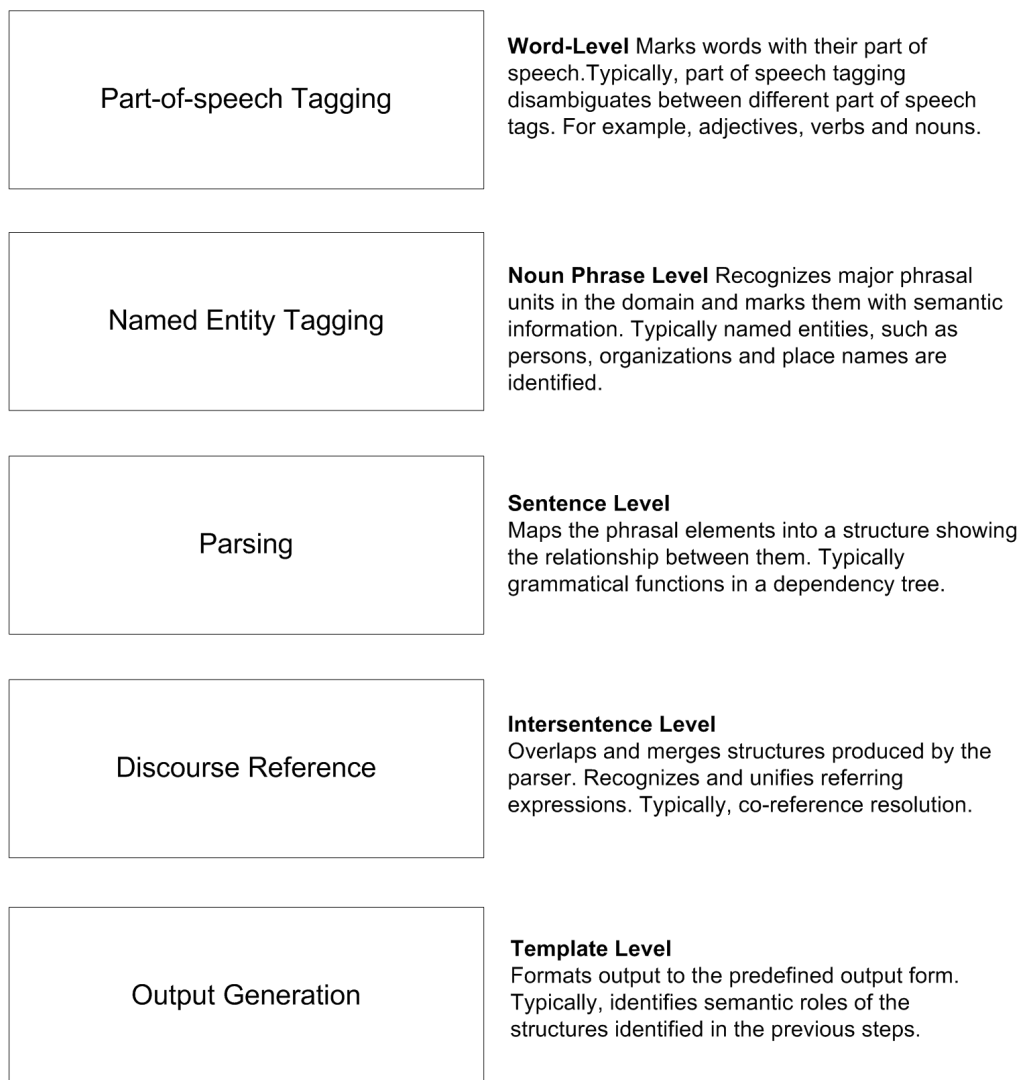 Part-of-speech Tagging
Word-Level Marks words with their part of
speech.Typically, part of speech tagging
disambiguates between different part of speech
tags. For example, adjectives, verbs and nouns.
Named Entity Tagging
Noun Phrase Level Recognizes major phrasal
units in the domain and marks them with semantic
information. Typically named entities, such as
persons, organizations and place names are
identified.
Parsing
Sentence Level
Maps the phrasal elements into a structure showing
the relationship between them. Typically
grammatical functions in a dependency tree.
Discourse Reference
Intersentence Level
Overlaps and merges structures produced by the
parser. Recognizes and unifies referring
expressions. Typically, co-reference resolution.
Output Generation
Template Level
Formats output to the predefined output form.
Typically, identifies semantic roles of the
structures identified in the previous steps.